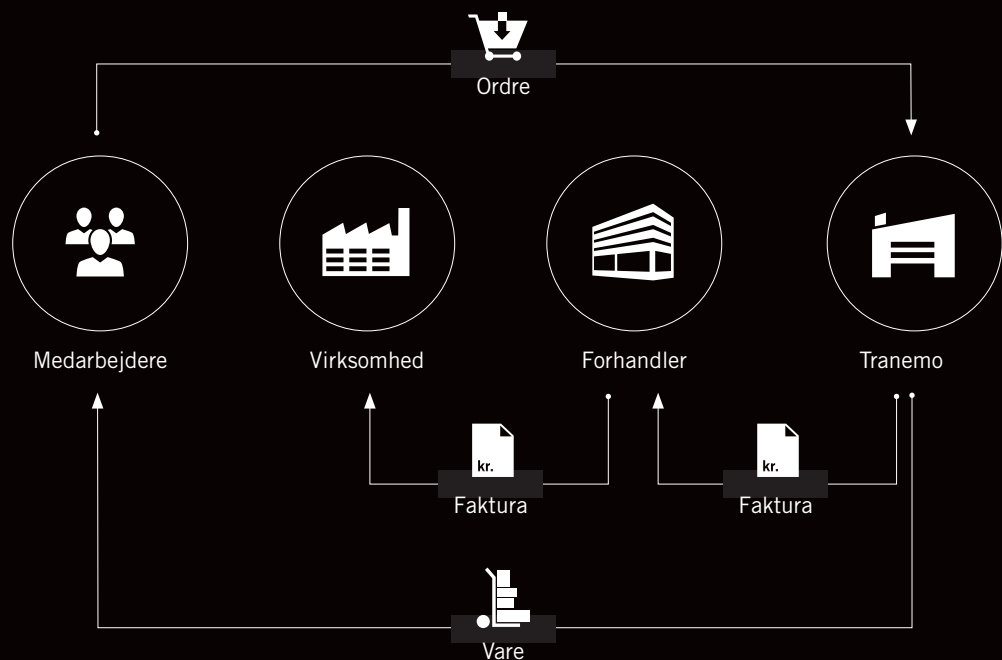 Ordre
Medarbejdere
Virksomhed
Forhandler
Tranemo
kr.
kr.
Faktura
Faktura
Vare